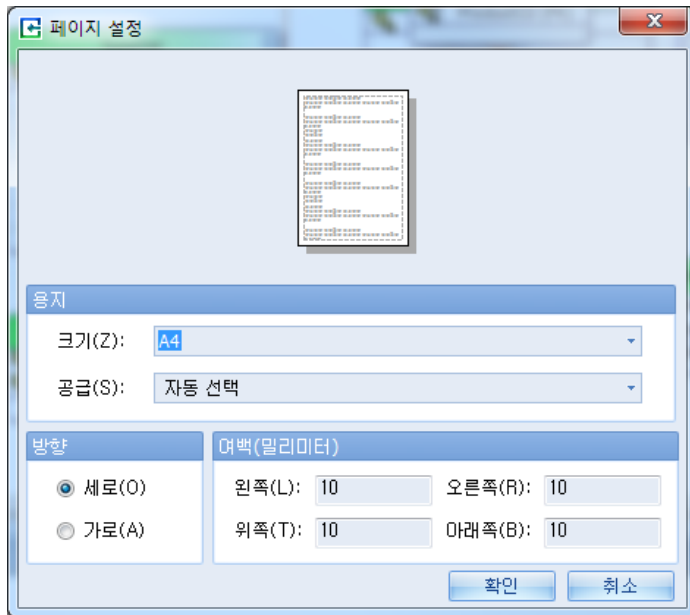 페이지 설정
용지
크기(Z): A4
공급(S): 자동 선택
방향
세로(O)
가로(A)
여백(밀리미터)
왼쪽(L): 10 오른쪽(R): 10
위쪽(T): 10 아래쪽(B): 10
확인 취소